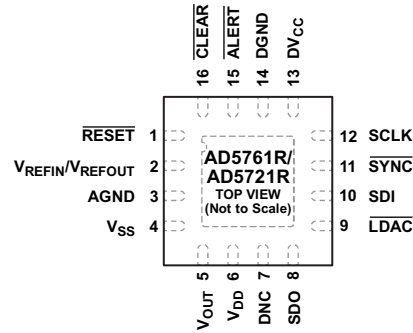 CLEAR
ALERT
DGND
DVCC
16
15
14
13
RESET 1
VREFIN/VREFOUT 2
AGND 3
VSS 4
AD5761R/
AD5721R
TOP VIEW
(Not to Scale)
12 SCLK
11 SYNC
10 SDI
9 LDAC
5
6
7
8
VOUT
VDD
DNC
SDO